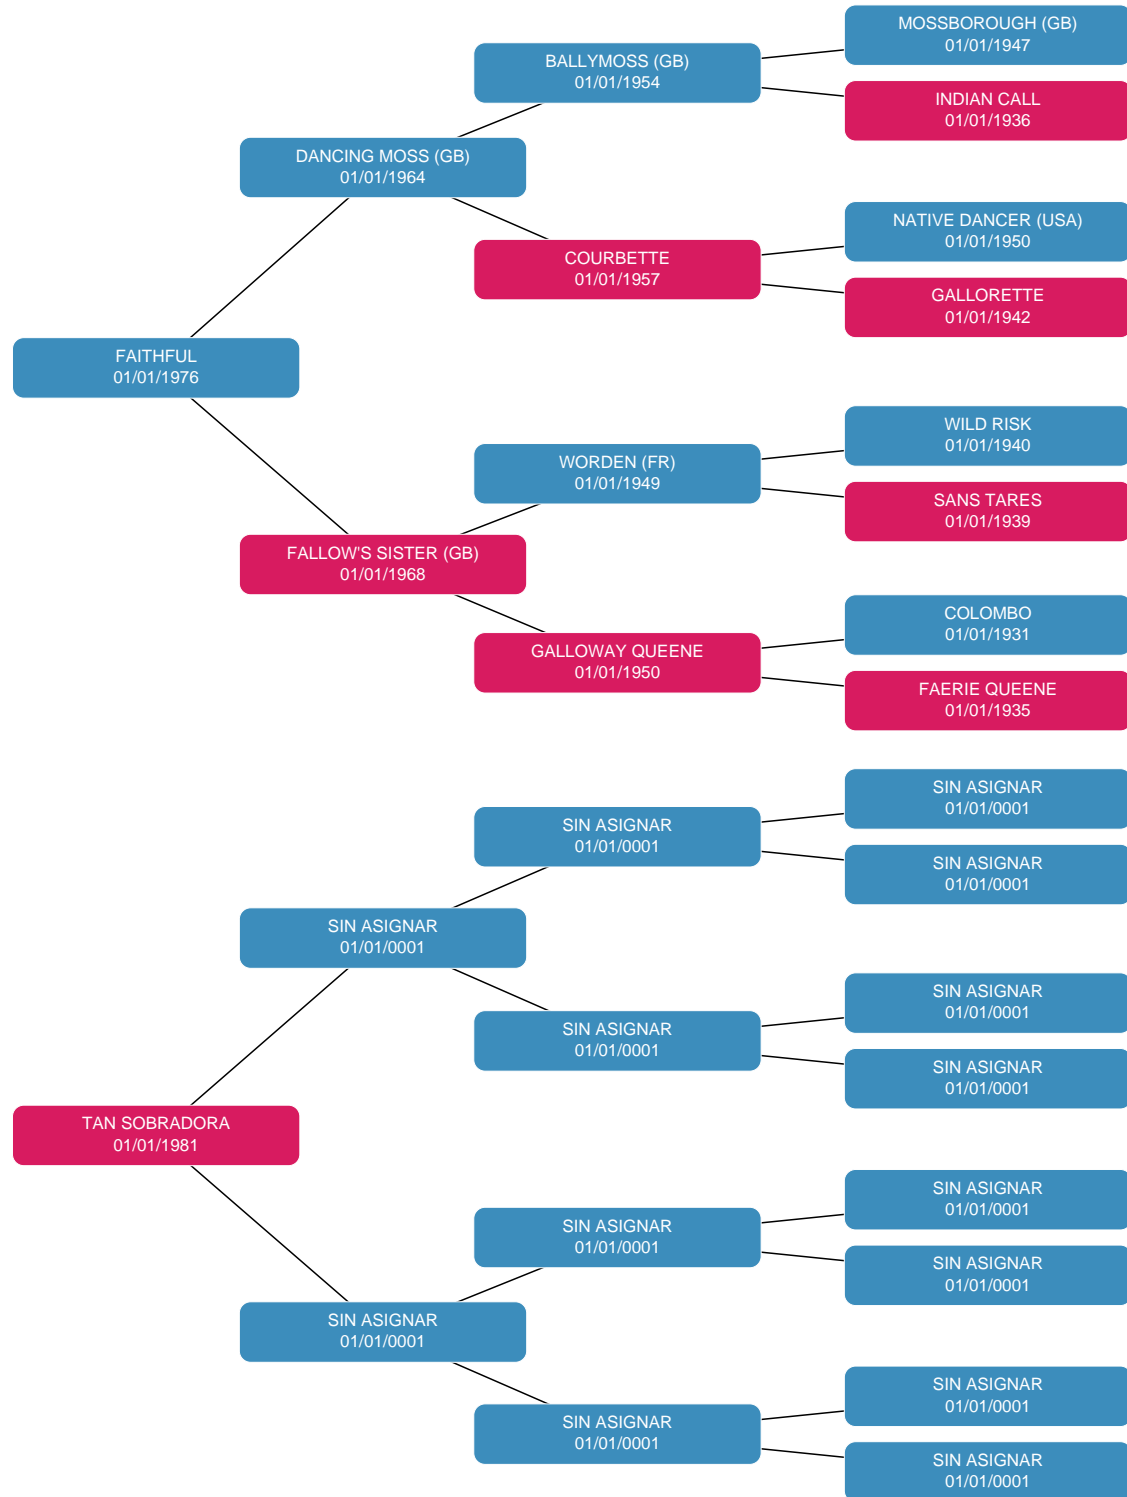 MOSSBOROUGH (GB)
01/01/1947
BALLYMOSS (GB)
01/01/1954
INDIAN CALL
01/01/1936
DANCING MOSS (GB)
01/01/1964
NATIVE DANCER (USA)
01/01/1950
COURBETTE
01/01/1957
GALLORETTE
01/01/1942
FAITHFUL
01/01/1976
WILD RISK
01/01/1940
WORDEN (FR)
01/01/1949
SANS TARES
01/01/1939
FALLOW'S SISTER (GB)
01/01/1968
COLOMBO
01/01/1931
GALLOWAY QUEENE
01/01/1950
FAERIE QUEENE
01/01/1935
SIN ASIGNAR
01/01/0001
SIN ASIGNAR
01/01/0001
SIN ASIGNAR
01/01/0001
SIN ASIGNAR
01/01/0001
SIN ASIGNAR
01/01/0001
SIN ASIGNAR
01/01/0001
SIN ASIGNAR
01/01/0001
TAN SOBRADORA
01/01/1981
SIN ASIGNAR
01/01/0001
SIN ASIGNAR
01/01/0001
SIN ASIGNAR
01/01/0001
SIN ASIGNAR
01/01/0001
SIN ASIGNAR
01/01/0001
SIN ASIGNAR
01/01/0001
SIN ASIGNAR
01/01/0001